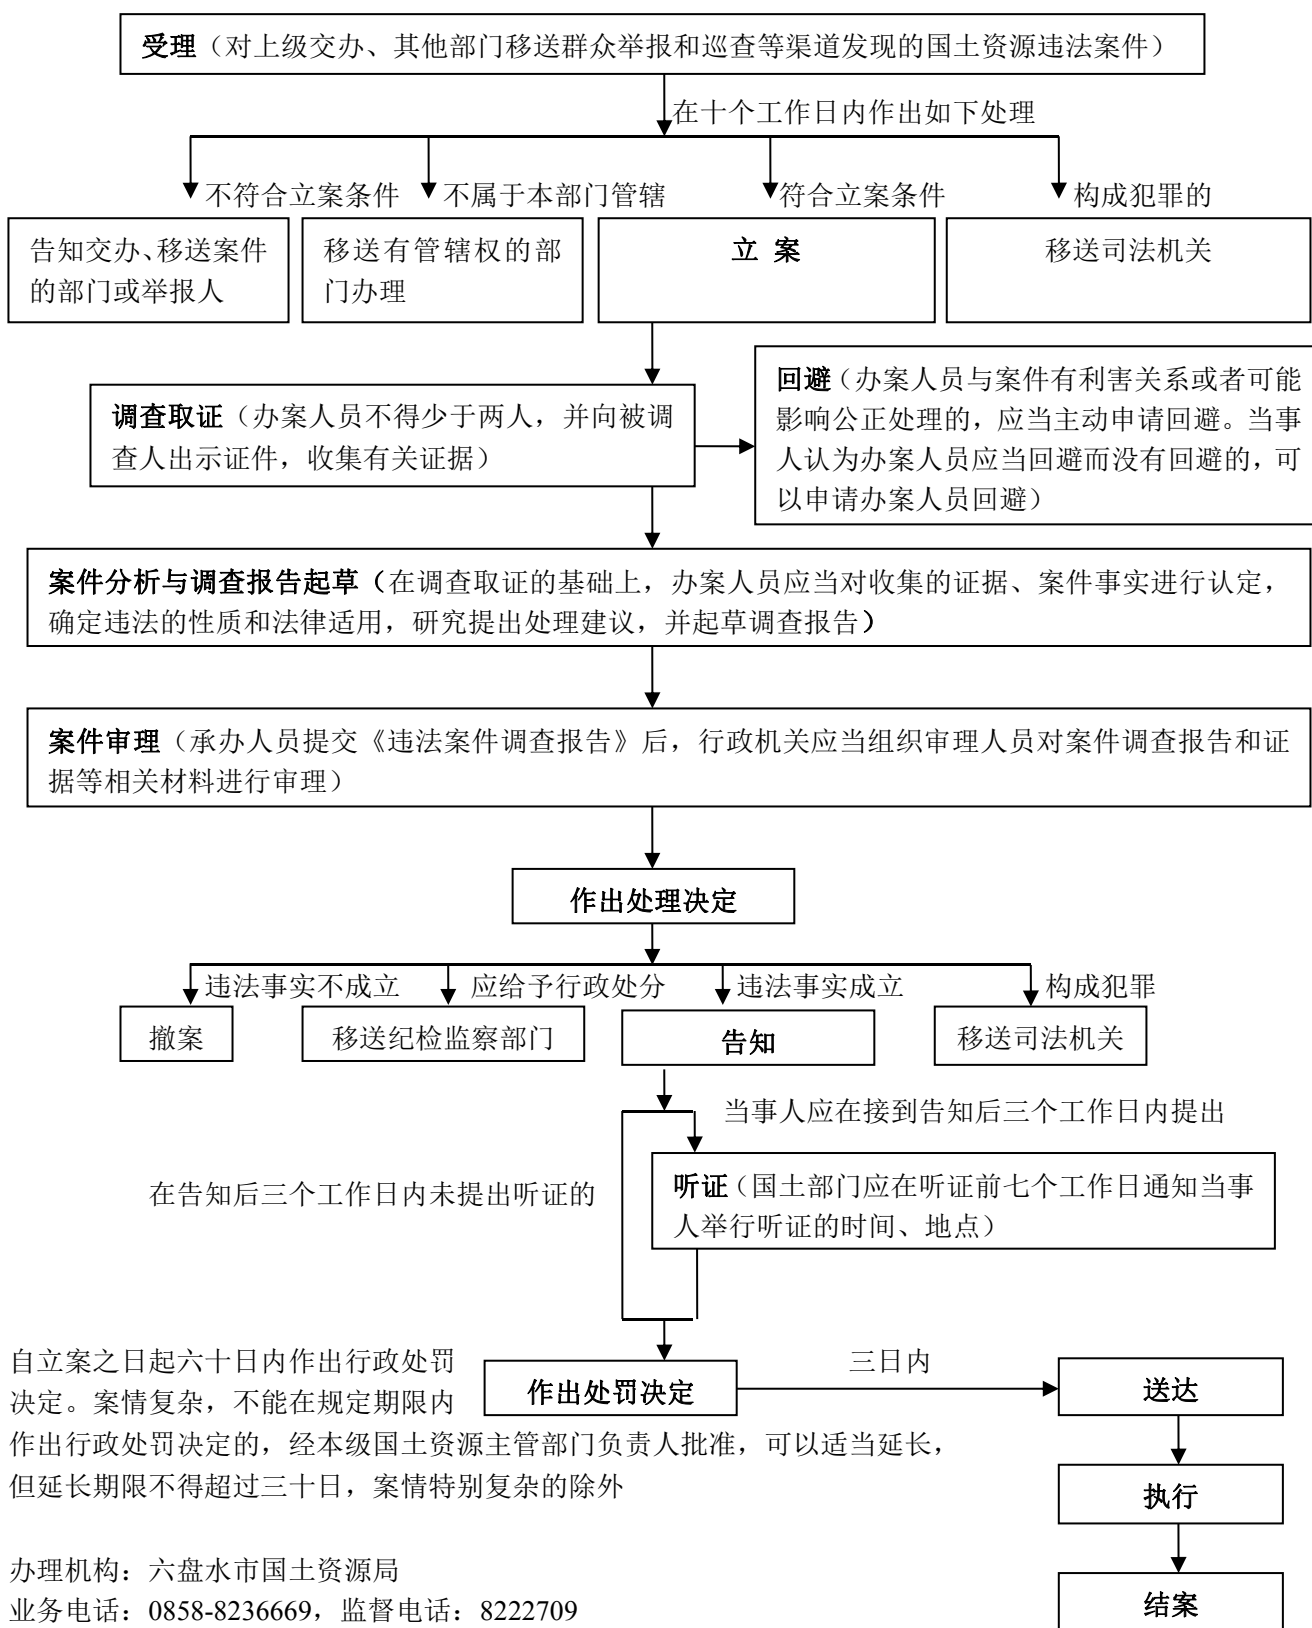 受理（对上级交办、其他部门移送群众举报和巡查等渠道发现的国土资源违法案件）
在十个工作日内作出如下处理
不符合立案条件
不属于本部门管辖
符合立案条件
构成犯罪的
告知交办、移送案件
的部门或举报人
移送有管辖权的部
门办理
立 案
移送司法机关
调查取证（办案人员不得少于两人，并向被调
查人出示证件，收集有关证据）
回避（办案人员与案件有利害关系或者可能
影响公正处理的，应当主动申请回避。当事
人认为办案人员应当回避而没有回避的，可
以申请办案人员回避）
案件分析与调查报告起草（在调查取证的基础上，办案人员应当对收集的证据、案件事实进行认定，
确定违法的性质和法律适用，研究提出处理建议，并起草调查报告）
案件审理（承办人员提交《违法案件调查报告》后，行政机关应当组织审理人员对案件调查报告和证
据等相关材料进行审理）
作出处理决定
违法事实不成立
应给予行政处分
违法事实成立
构成犯罪
撤案
移送纪检监察部门
告知
移送司法机关
当事人应在接到告知后三个工作日内提出
在告知后三个工作日内未提出听证的
听证（国土部门应在听证前七个工作日通知当事
人举行听证的时间、地点）
自立案之日起六十日内作出行政处罚
决定。案情复杂，不能在规定期限内
作出行政处罚决定的，经本级国土资源主管部门负责人批准，可以适当延长，
但延长期限不得超过三十日，案情特别复杂的除外
作出处罚决定
三日内
送达
执行
结案
办理机构：六盘水市国土资源局
业务电话：0858-8236669，监督电话：8222709